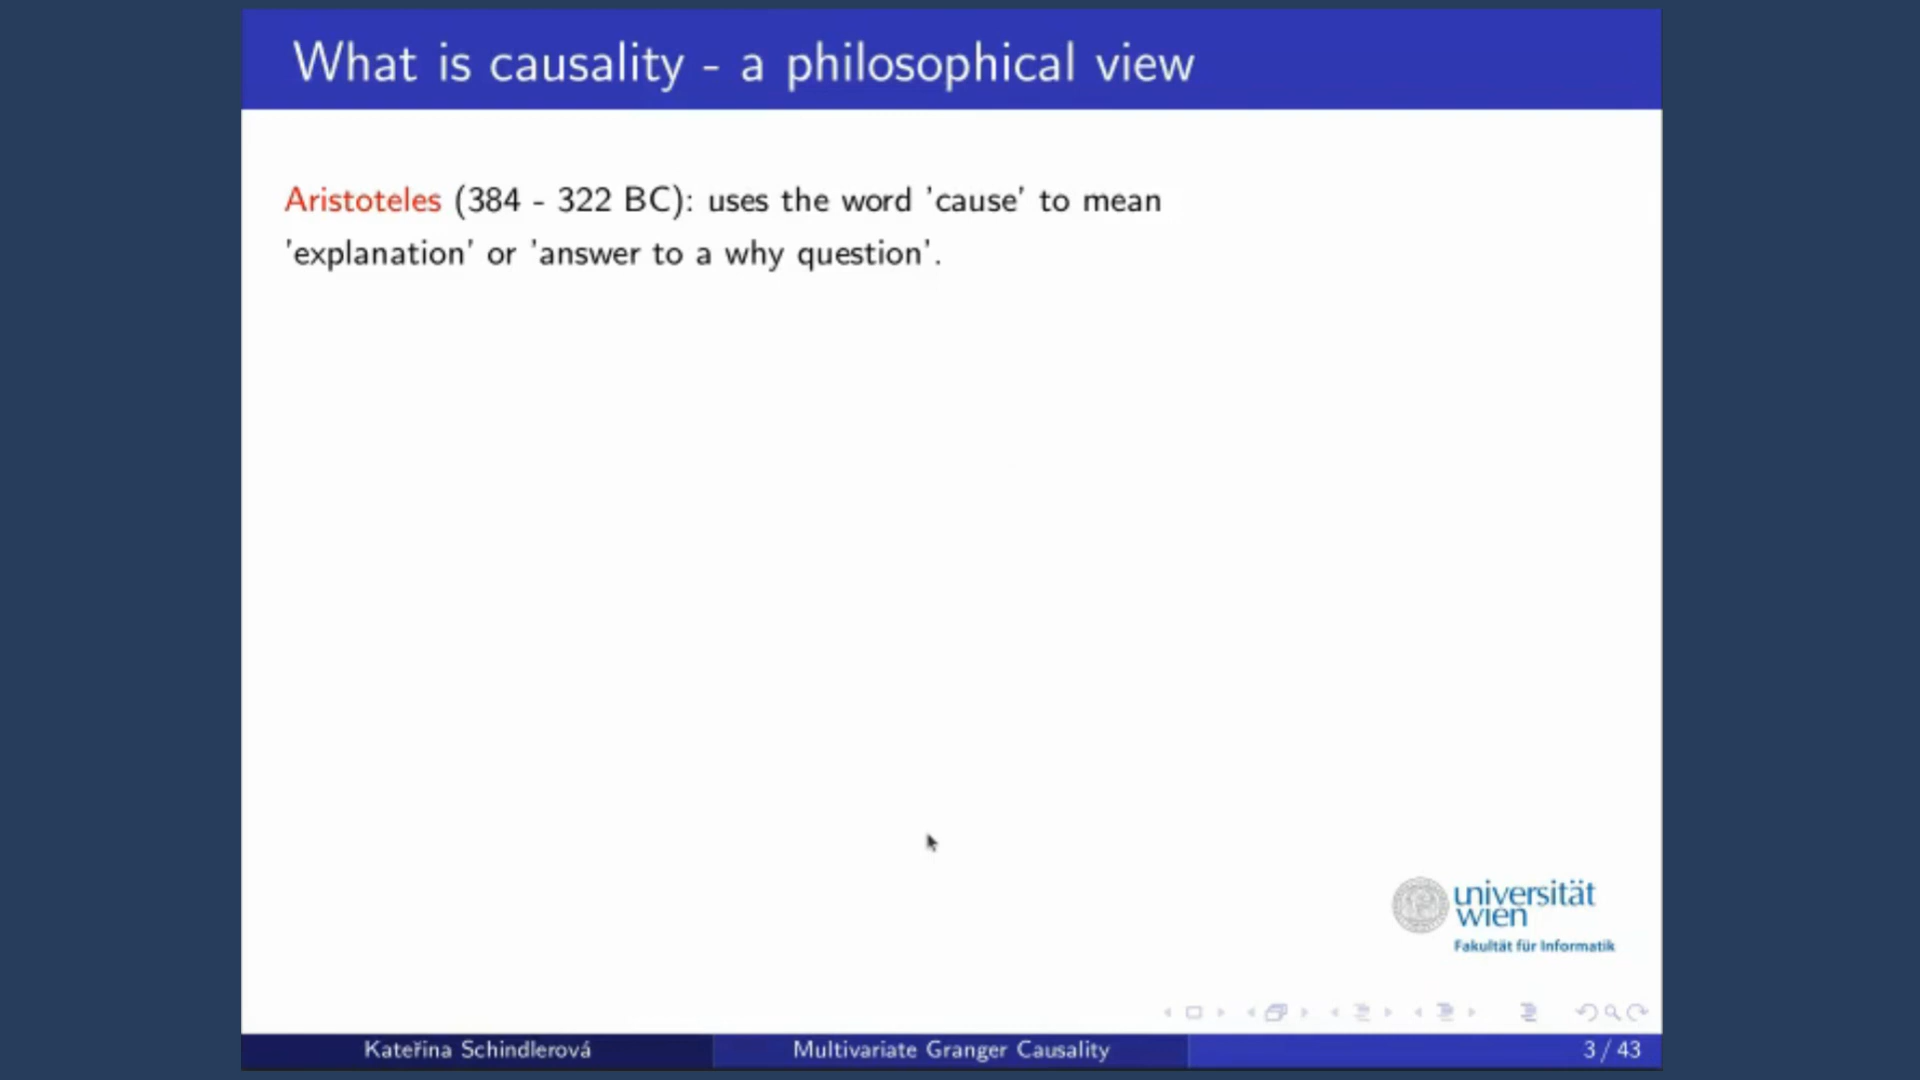 What is causality - a philosophical view
Aristoteles (384 - 322 BC): uses the word 'cause' to mean
'explanation' or 'answer to a why question'.
universität
wien
Fakultät für Informatik
Kateřina Schindlerová
Multivariate Granger Causality
3 / 43